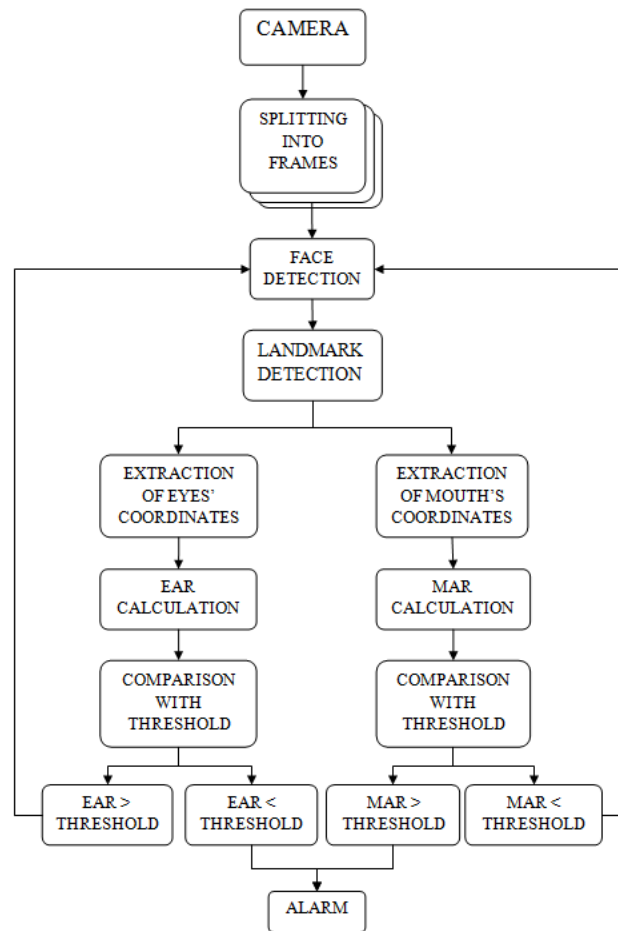 CAMERA
SPLITTING
INTO
FRAMES
FACE
DETECTION
LANDMARK
DETECTION
EXTRACTION
OF EYES’
COORDINATES
EXTRACTION
OF MOUTH’S
COORDINATES
EAR
CALCULATION
MAR
CALCULATION
COMPARISON
WITH
THRESHOLD
COMPARISON
WITH
THRESHOLD
EAR >
THRESHOLD
EAR <
THRESHOLD
MAR >
THRESHOLD
MAR <
THRESHOLD
ALARM